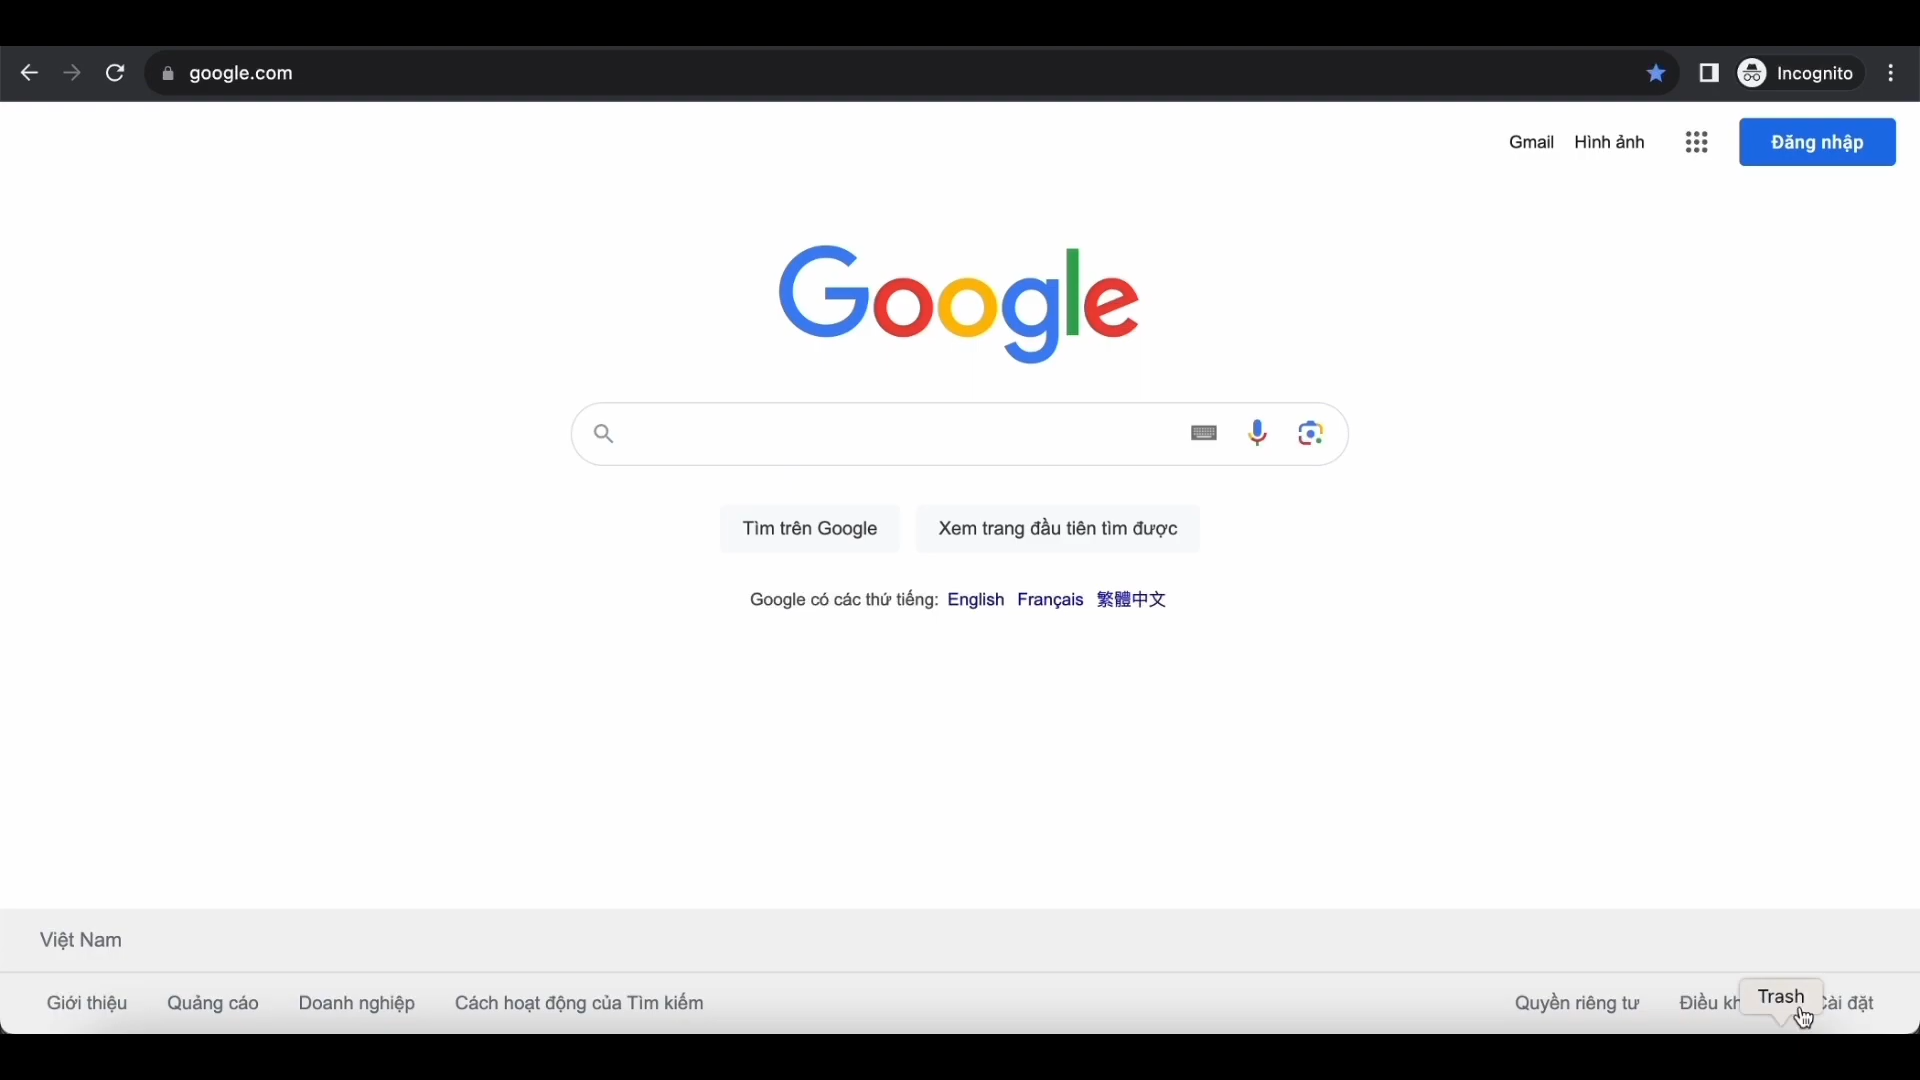 google.com
Incognito
Gmail Hình ảnh
Đăng nhập
Google
Tìm trên Google
Xem trang đầu tiên tìm được
Google có các thứ tiếng: English Français 繁體中文
Việt Nam
Giới thiệu Quảng cáo Doanh nghiệp Cách hoạt động của Tìm kiếm
Quyền riêng tư Điều
Trash
đặt